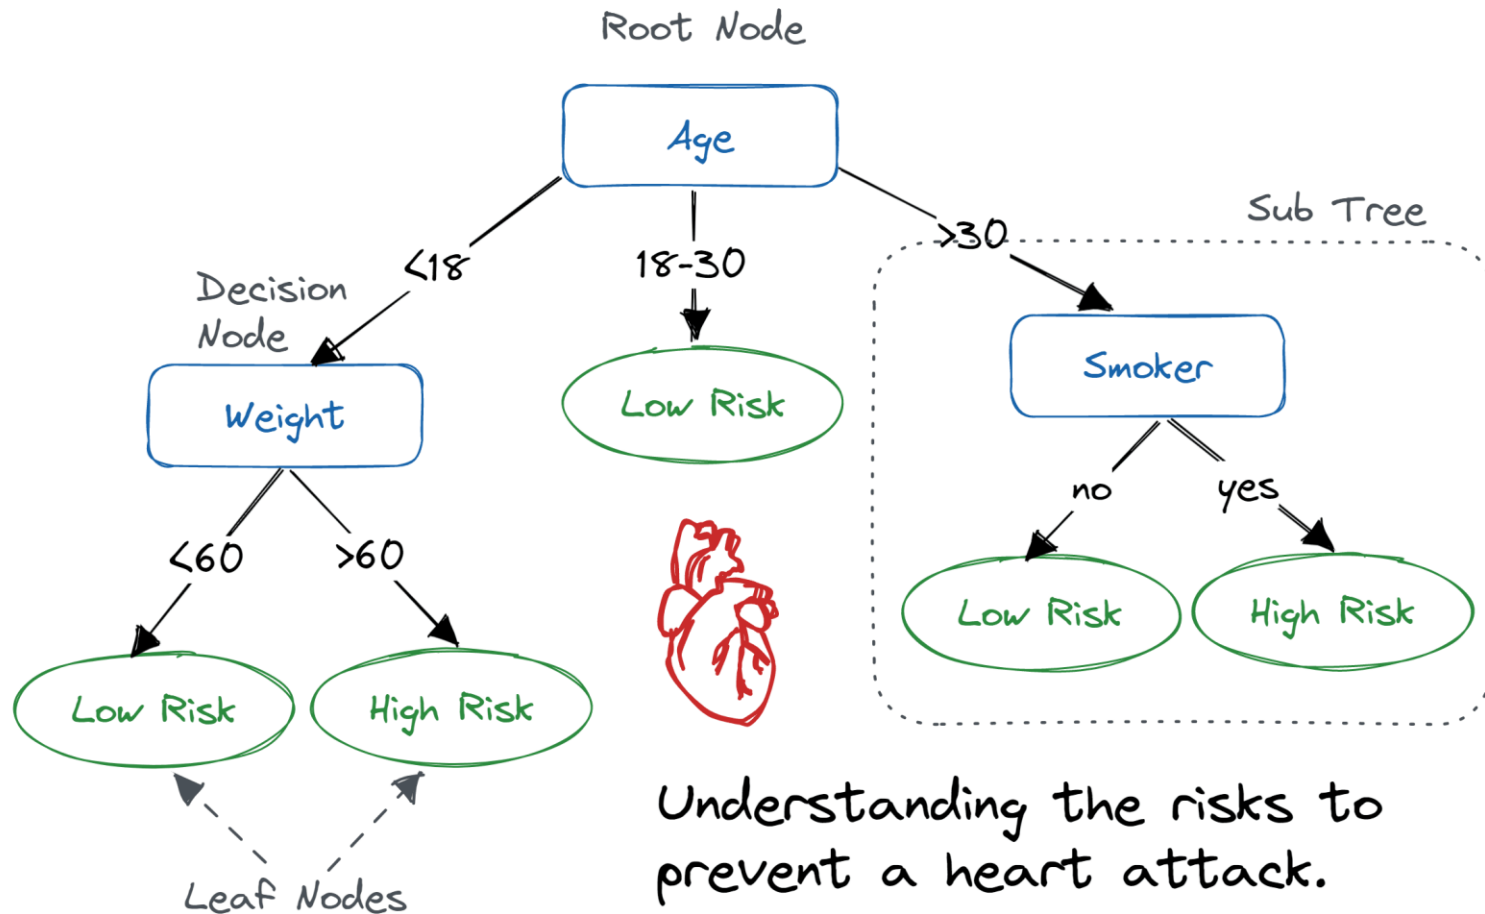 Root Node
Age
Sub Tree
>30
<18
18-30
Decision
Node
Smoker
Weight
Low Risk
no
yes
<60
>60
Low Risk
High Risk
Low Risk
High Risk
Understanding the risks to
prevent a heart attack.
Leaf Nodes